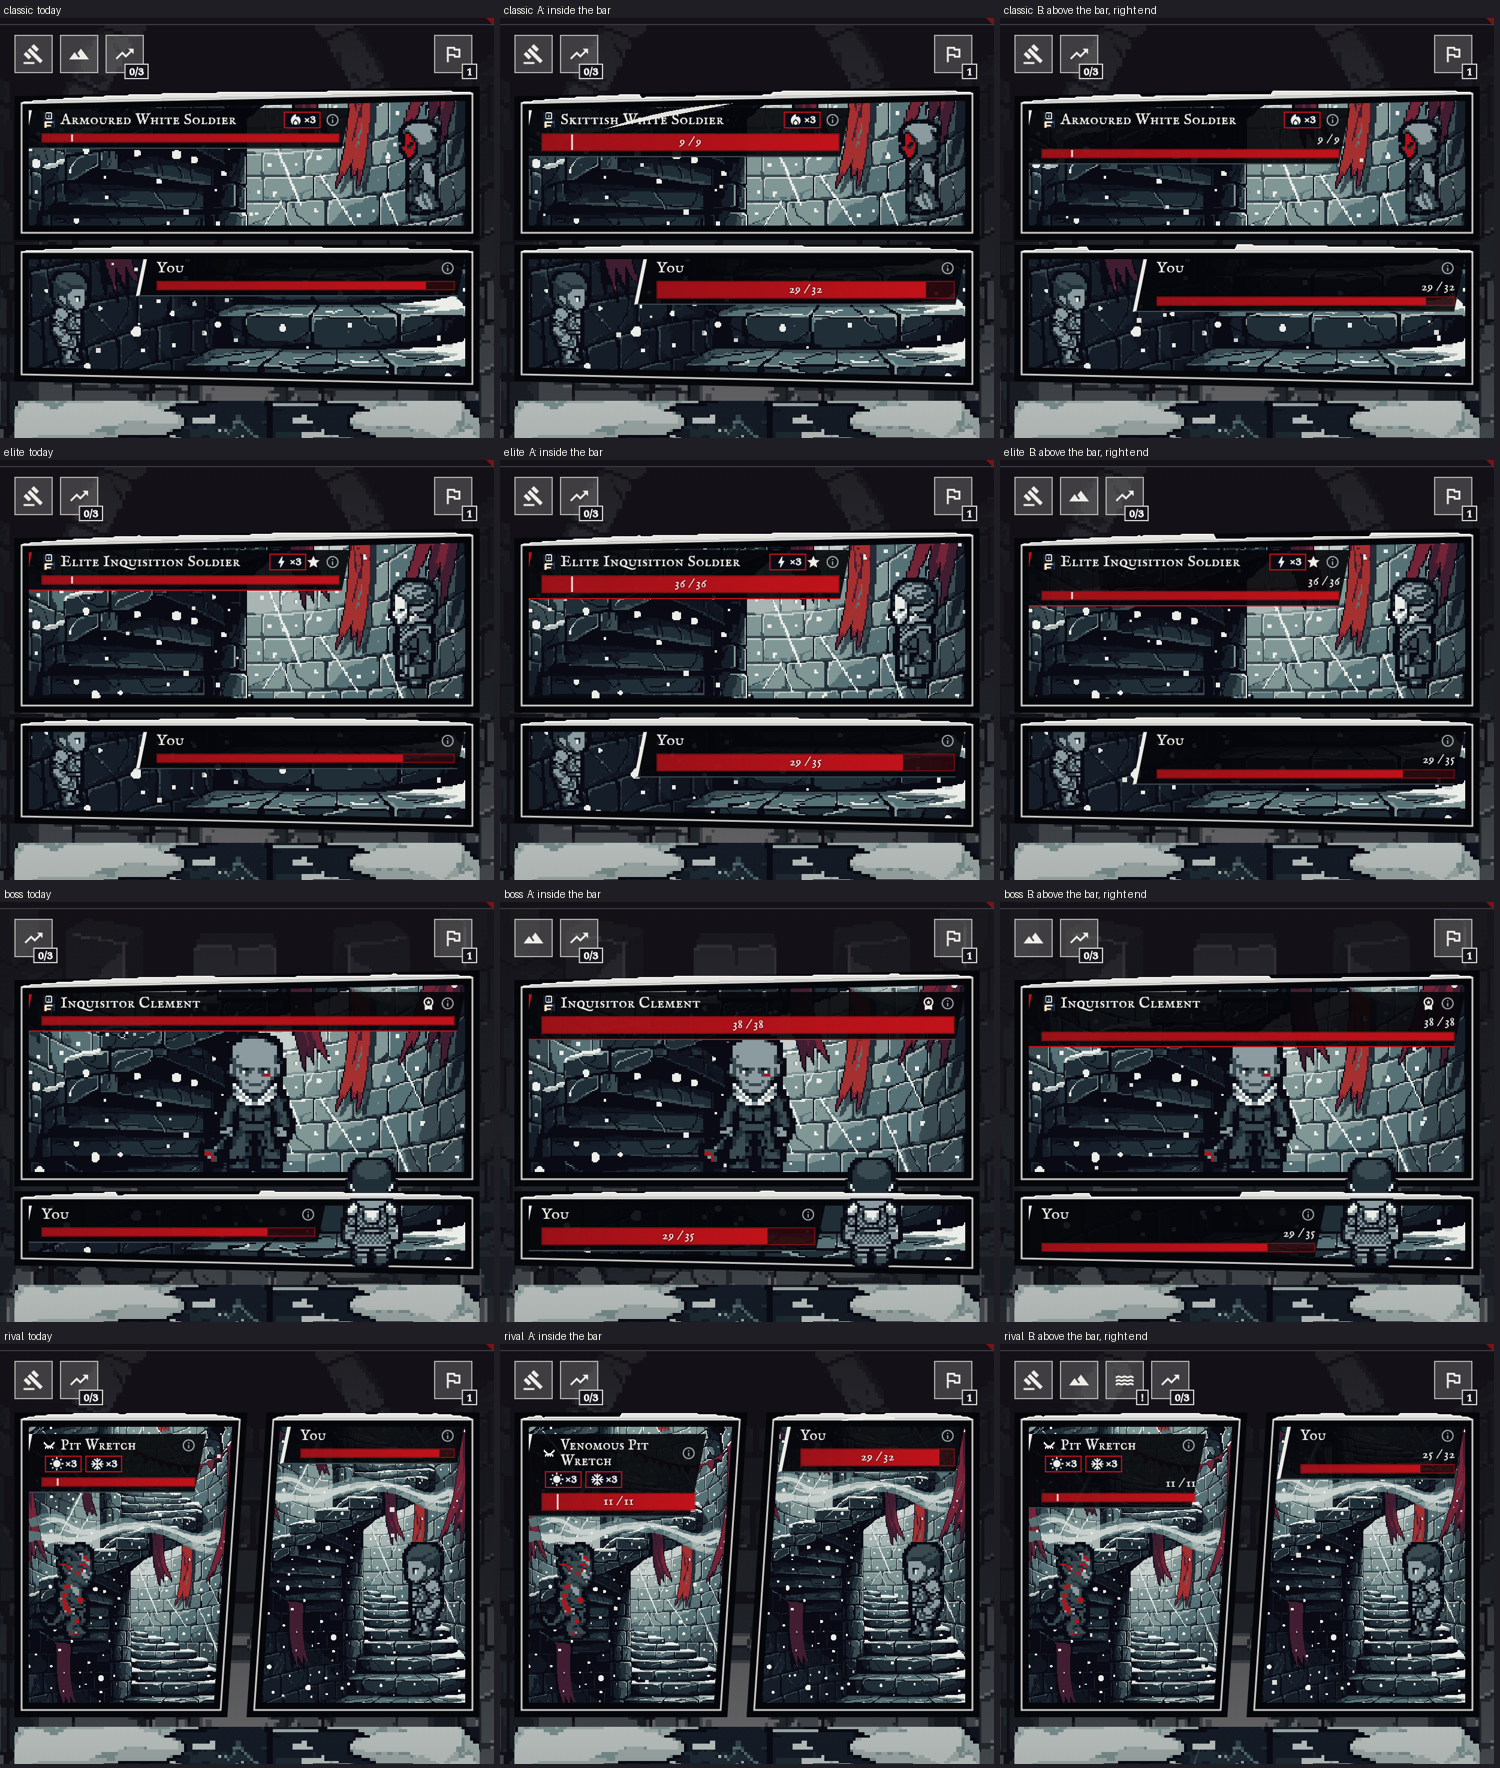 classic today
classic A: inside the bar
classic B: above the bar, right end
0/3
1
0/3
1
0/3
1
Armoured White Soldier ×3
Skittish White Soldier ×3
Armoured White Soldier ×3
9/9
9/9
You
You
You
29/32
29/32
elite today
elite A: inside the bar
elite B: above the bar, right end
0/3
1
0/3
1
0/3
1
Elite Inquisition Soldier ×3
Elite Inquisition Soldier ×3
Elite Inquisition Soldier ×3
36/36
36/36
You
You
You
29/35
29/35
boss today
boss A: inside the bar
boss B: above the bar, right end
0/3
1
0/3
1
0/3
1
Inquisitor Clement
Inquisitor Clement
Inquisitor Clement
38/38
38/38
You
You
You
29/35
29/35
rival today
rival A: inside the bar
rival B: above the bar, right end
0/3
1
0/3
1
!
0/3
1
Pit Wretch
×3 ×3
You
Venomous Pit
Wretch
×3 ×3
11/11
You
29/32
Pit Wretch
×3 ×3
11/11
You
25/32